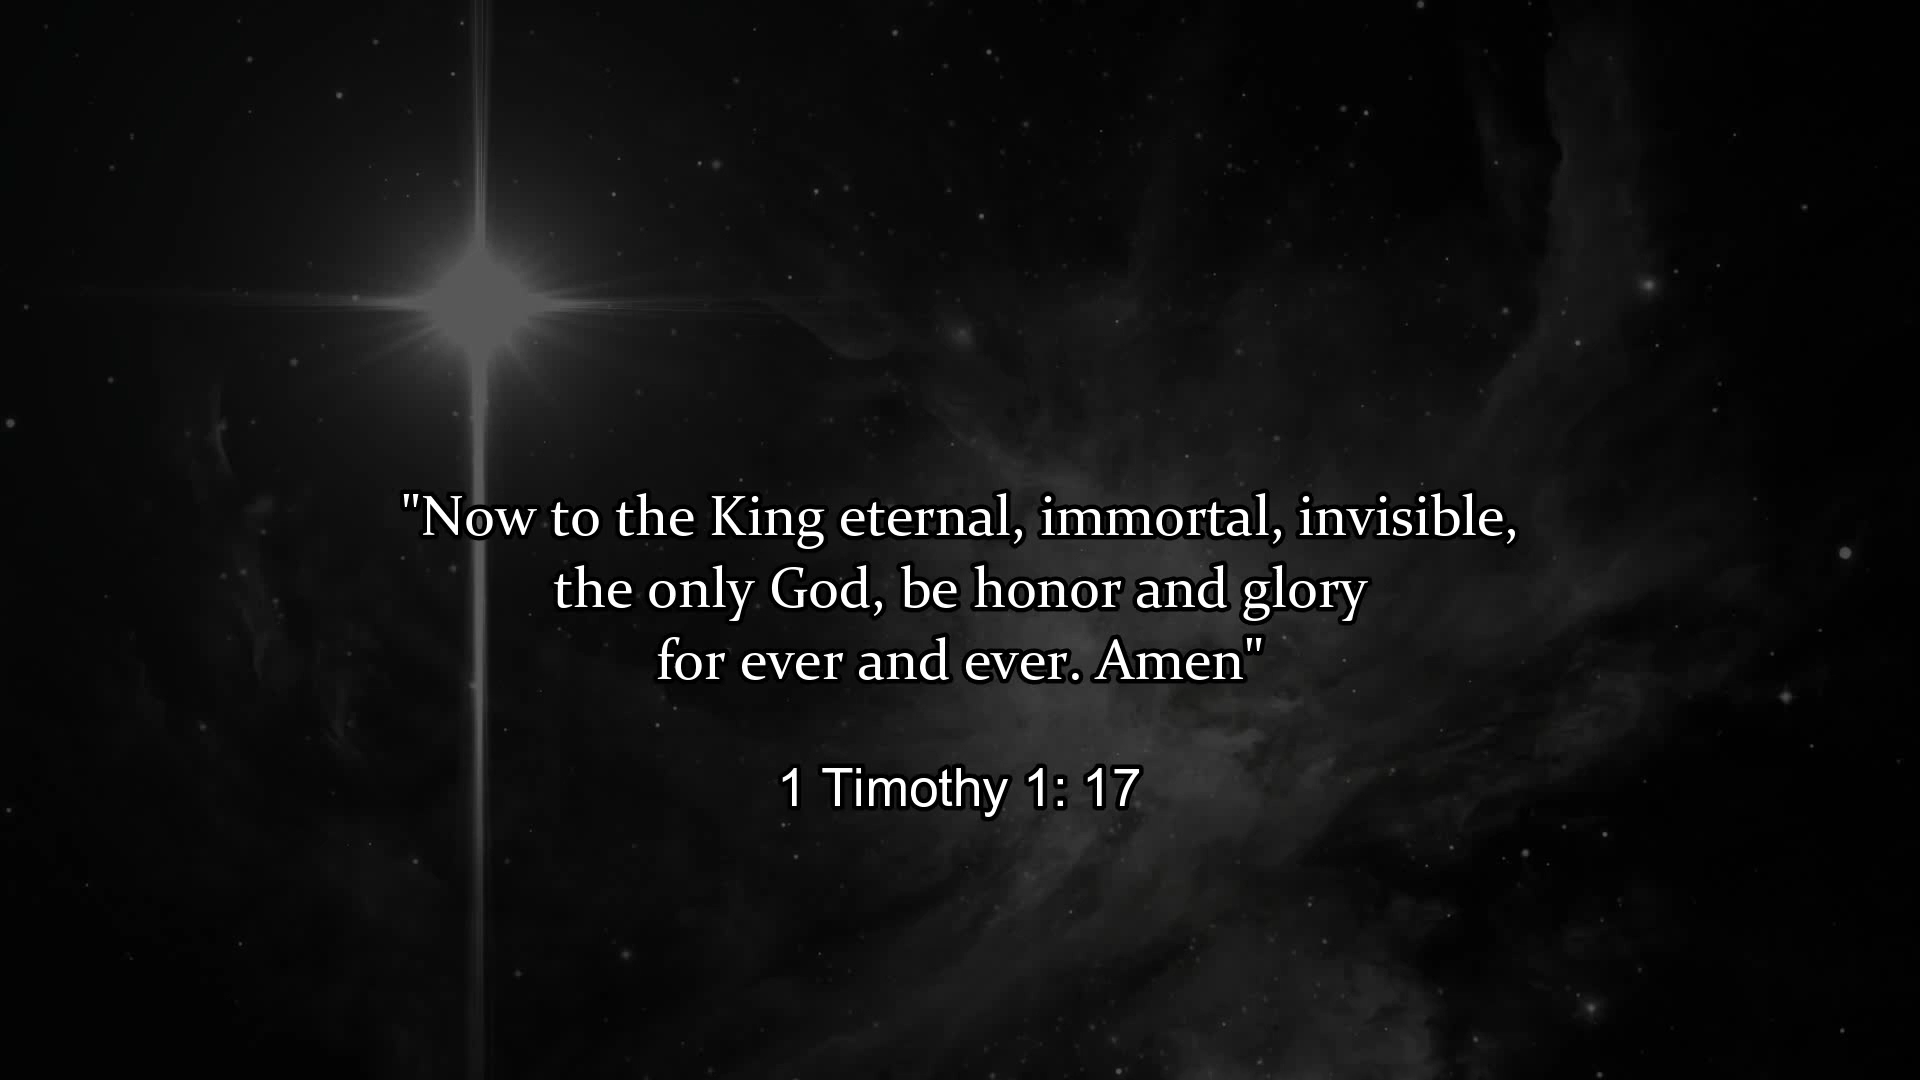 "Now to the King eternal, immortal, invisible,
the only God, be honor and glory
for ever and ever. Amen"
1 Timothy 1: 17